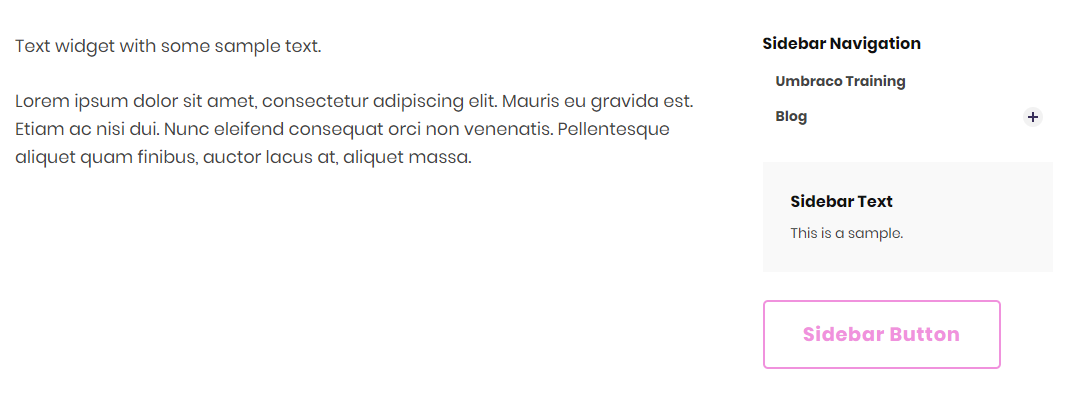 Text widget with some sample text.
Lorem ipsum dolor sit amet, consectetur adipiscing elit. Mauris eu gravida est.
Etiam ac nisi dui. Nunc eleifend consequat orci non venenatis. Pellentesque
aliquet quam finibus, auctor lacus at, aliquet massa.
Sidebar Navigation
Umbraco Training
Blog +
Sidebar Text
This is a sample.
Sidebar Button